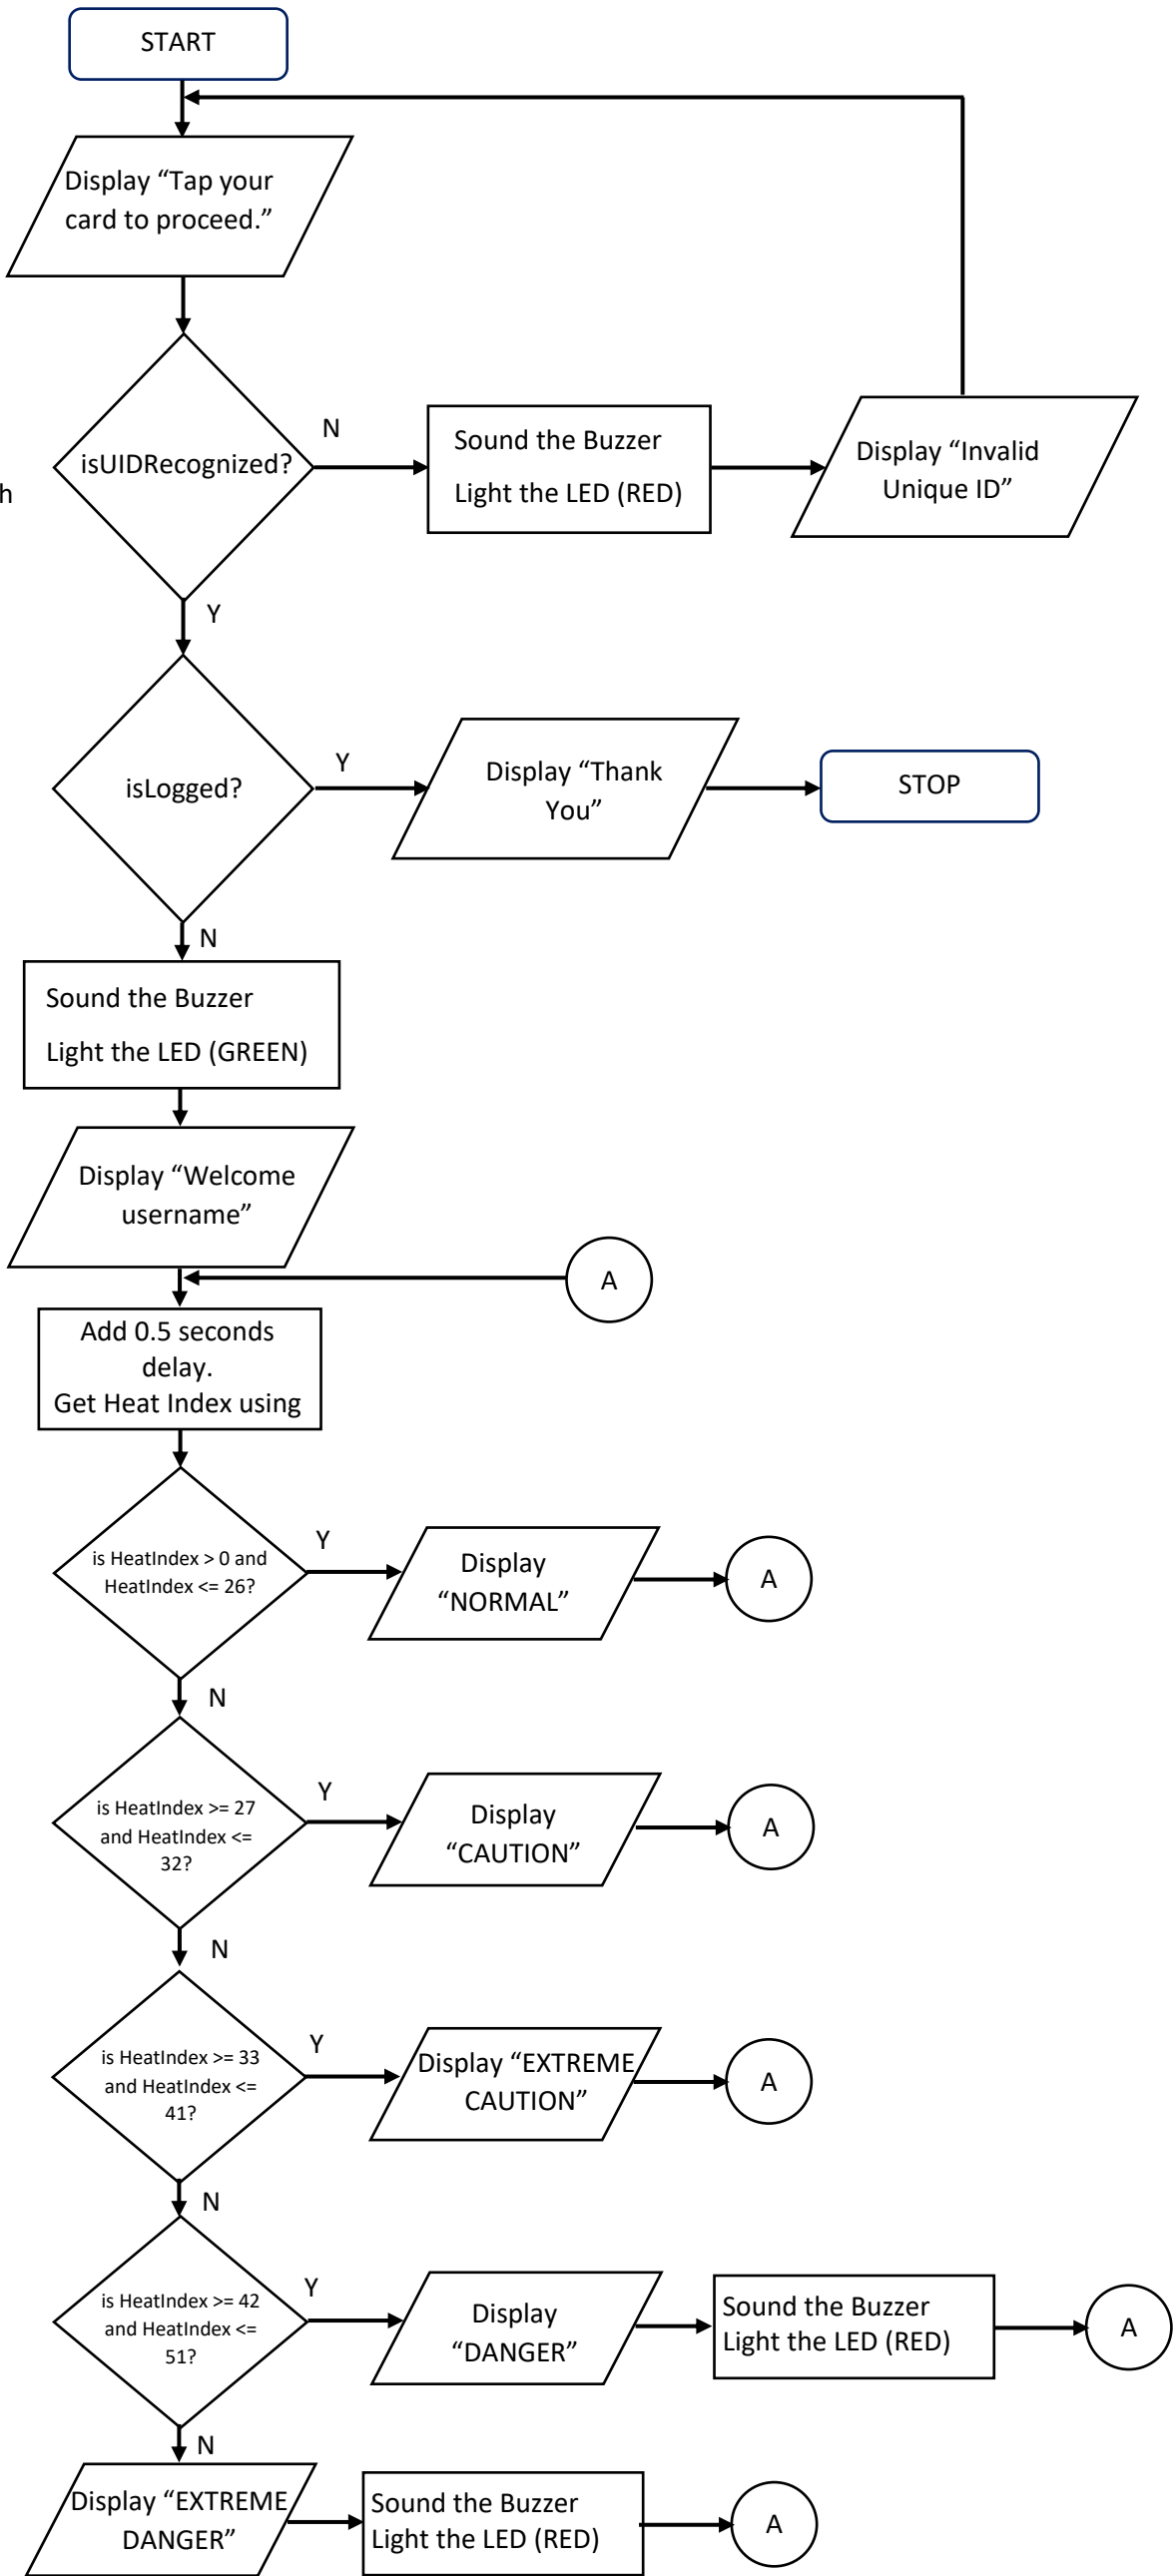 START
Display “Tap your
card to proceed.”
isUIDRecognized?
N
Sound the Buzzer
Light the LED (RED)
Display “Invalid
Unique ID”
h
Y
isLogged?
Y
Display “Thank
You”
STOP
N
Sound the Buzzer
Light the LED (GREEN)
Display “Welcome
username”
A
Add 0.5 seconds
delay.
Get Heat Index using
is HeatIndex > 0 and
HeatIndex <= 26?
Y
Display
“NORMAL”
A
N
is HeatIndex >= 27
and HeatIndex <=
32?
Y
Display
“CAUTION”
A
N
is HeatIndex >= 33
and HeatIndex <=
41?
Y
Display “EXTREME
CAUTION”
A
N
is HeatIndex >= 42
and HeatIndex <=
51?
Y
Display
“DANGER”
Sound the Buzzer
Light the LED (RED)
A
N
Display “EXTREME
DANGER”
Sound the Buzzer
Light the LED (RED)
A